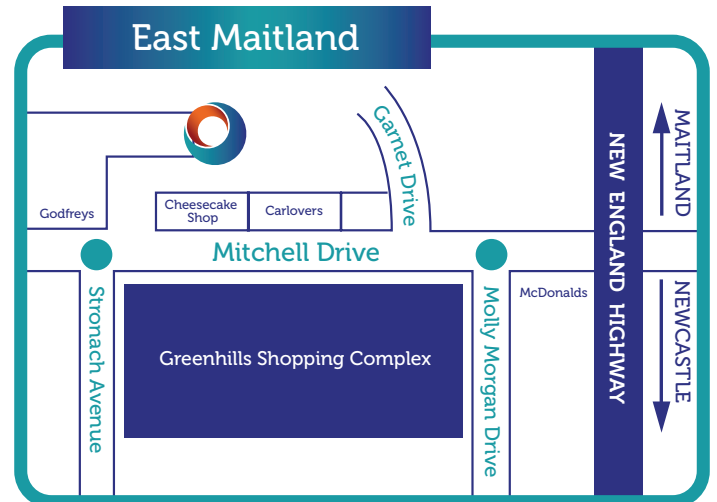 East Maitland
Garnet Drive
NEW ENGLAND HIGHWAY
MAITLAND
Godfreys
Cheesecake
Shop
Carlovers
Mitchell Drive
Stronach Avenue
Greenhills Shopping Complex
Molly Morgan Drive
McDonalds
NEWCASTLE